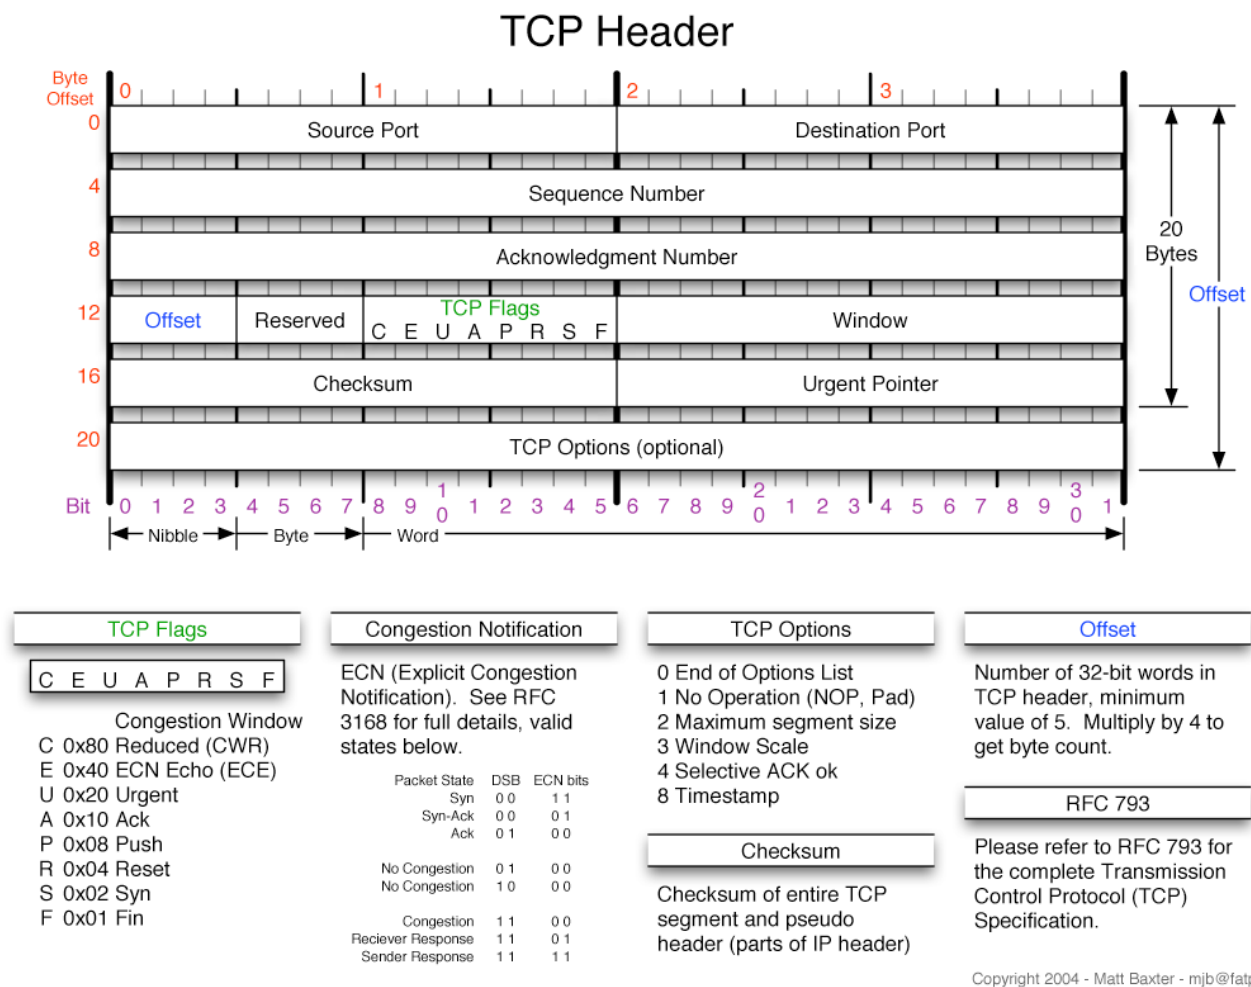 TCP Header
Byte
Offset 0 1 2 3
0 Source Port Destination Port
4 Sequence Number
8 Acknowledgment Number
20
Bytes
Offset
12 Offset Reserved TCP Flags Window
C E U A P R S F
16 Checksum Urgent Pointer
20 TCP Options (optional)
Bit 0 1 2 3 4 5 6 7 8 9 10 1 2 3 4 5 6 7 8 9 20 1 2 3 4 5 6 7 8 9 30 1
Nibble Byte Word
TCP Flags
C E U A P R S F
Congestion Window
C 0x80 Reduced (CWR)
E 0x40 ECN Echo (ECE)
U 0x20 Urgent
A 0x10 Ack
P 0x08 Push
R 0x04 Reset
S 0x02 Syn
F 0x01 Fin
Congestion Notification
ECN (Explicit Congestion
Notification). See RFC
3168 for full details, valid
states below.
Packet State DSB ECN bits
Syn 0 0 1 1
Syn-Ack 0 0 0 1
Ack 0 1 0 0
No Congestion 0 1 0 0
No Congestion 1 0 0 0
Congestion 1 1 0 0
Reciever Response 1 1 0 1
Sender Response 1 1 1 1
TCP Options
0 End of Options List
1 No Operation (NOP, Pad)
2 Maximum segment size
3 Window Scale
4 Selective ACK ok
8 Timestamp
Checksum
Checksum of entire TCP
segment and pseudo
header (parts of IP header)
Offset
Number of 32-bit words in
TCP header, minimum
value of 5. Multiply by 4 to
get byte count.
RFC 793
Please refer to RFC 793 for
the complete Transmission
Control Protocol (TCP)
Specification.
Copyright 2004 - Matt Baxter - mjb@fatp